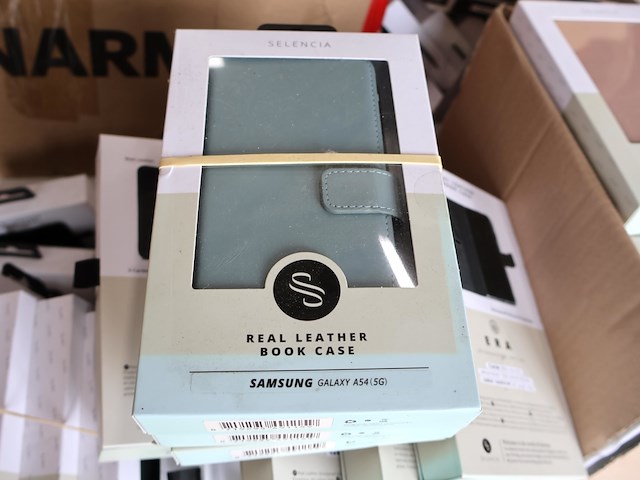 NARM
SELENCIA
REAL LEATHER
BOOK CASE
SAMSUNG GALAXY A54(5G)
ERA